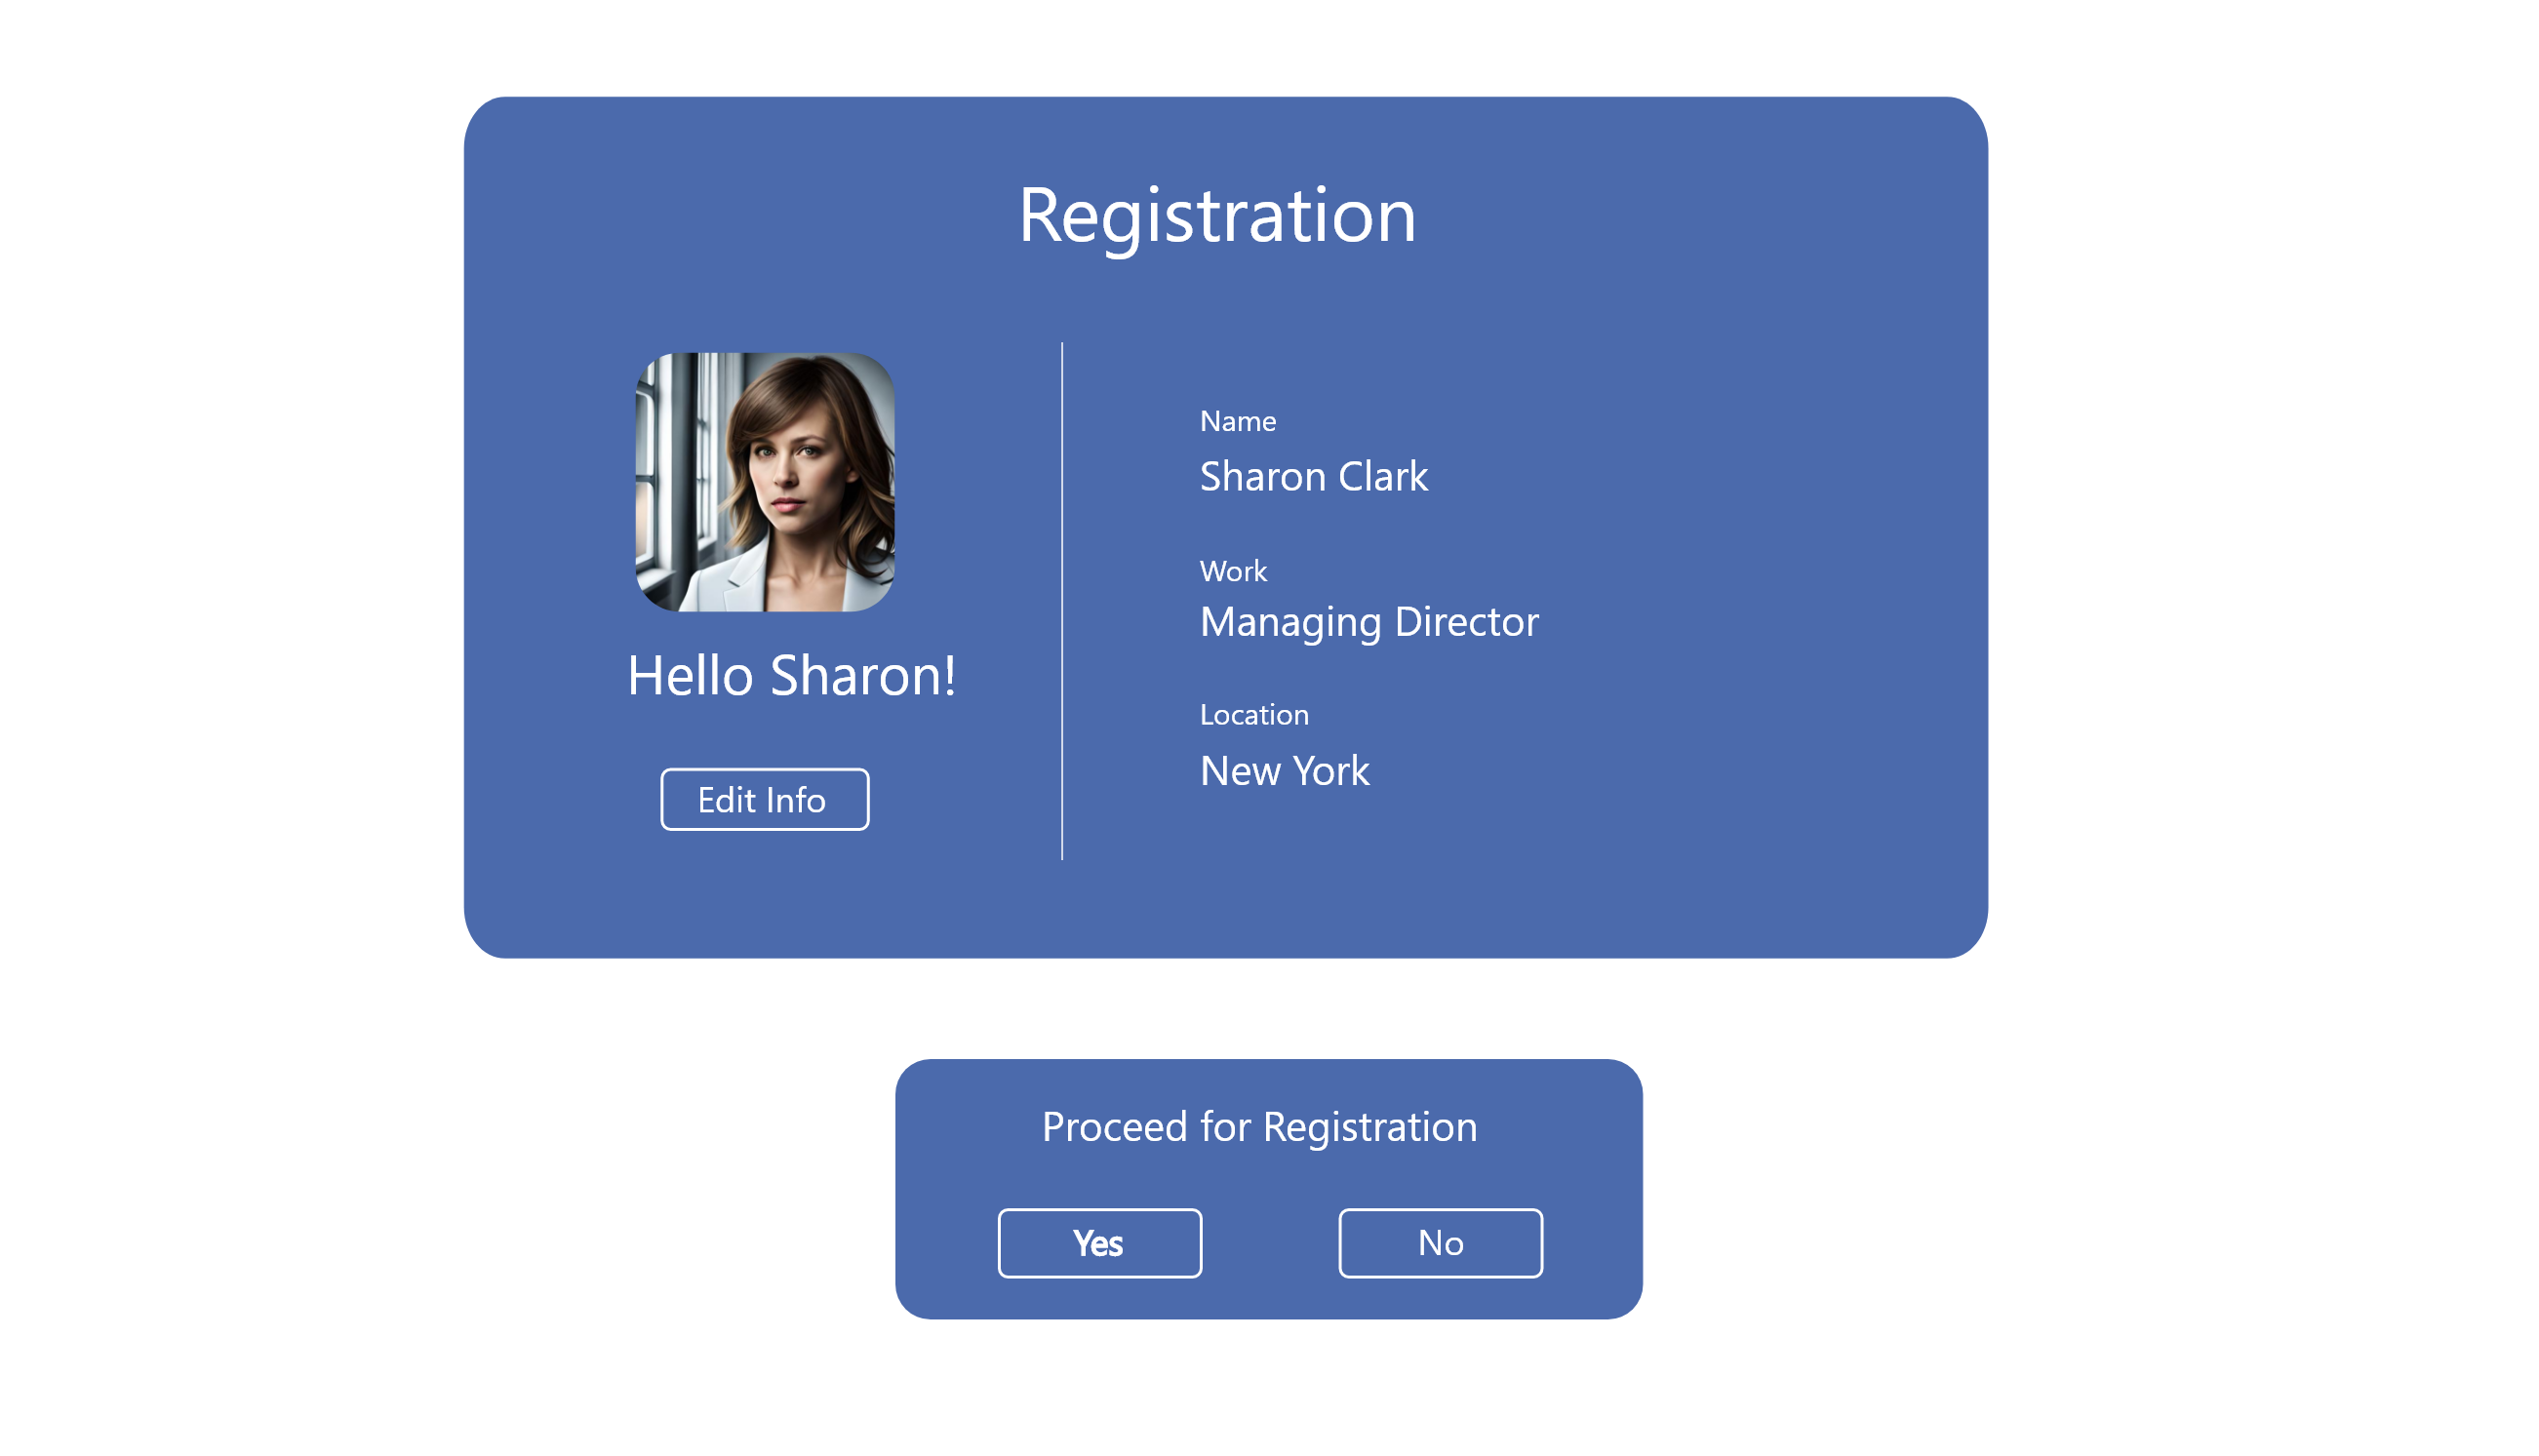 Registration
Hello Sharon!
Edit Info
Name
Sharon Clark
Work
Managing Director
Location
New York
Proceed for Registration
Yes
No